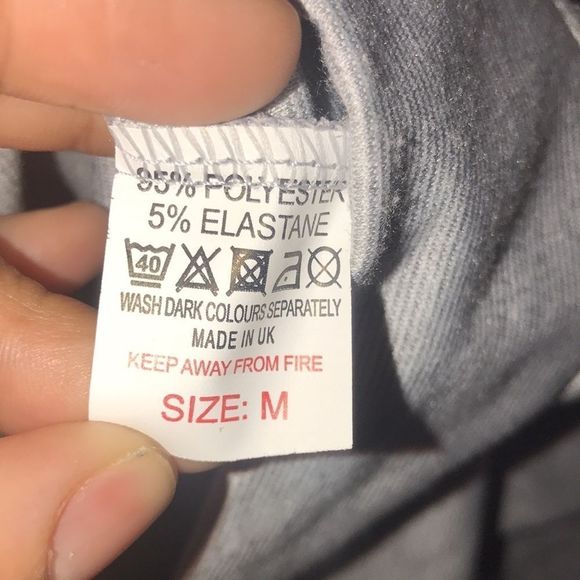 95% POLYESTER
5% ELASTANE
40
WASH DARK COLOURS SEPARATELY
MADE IN UK
KEEP AWAY FROM FIRE
SIZE: M